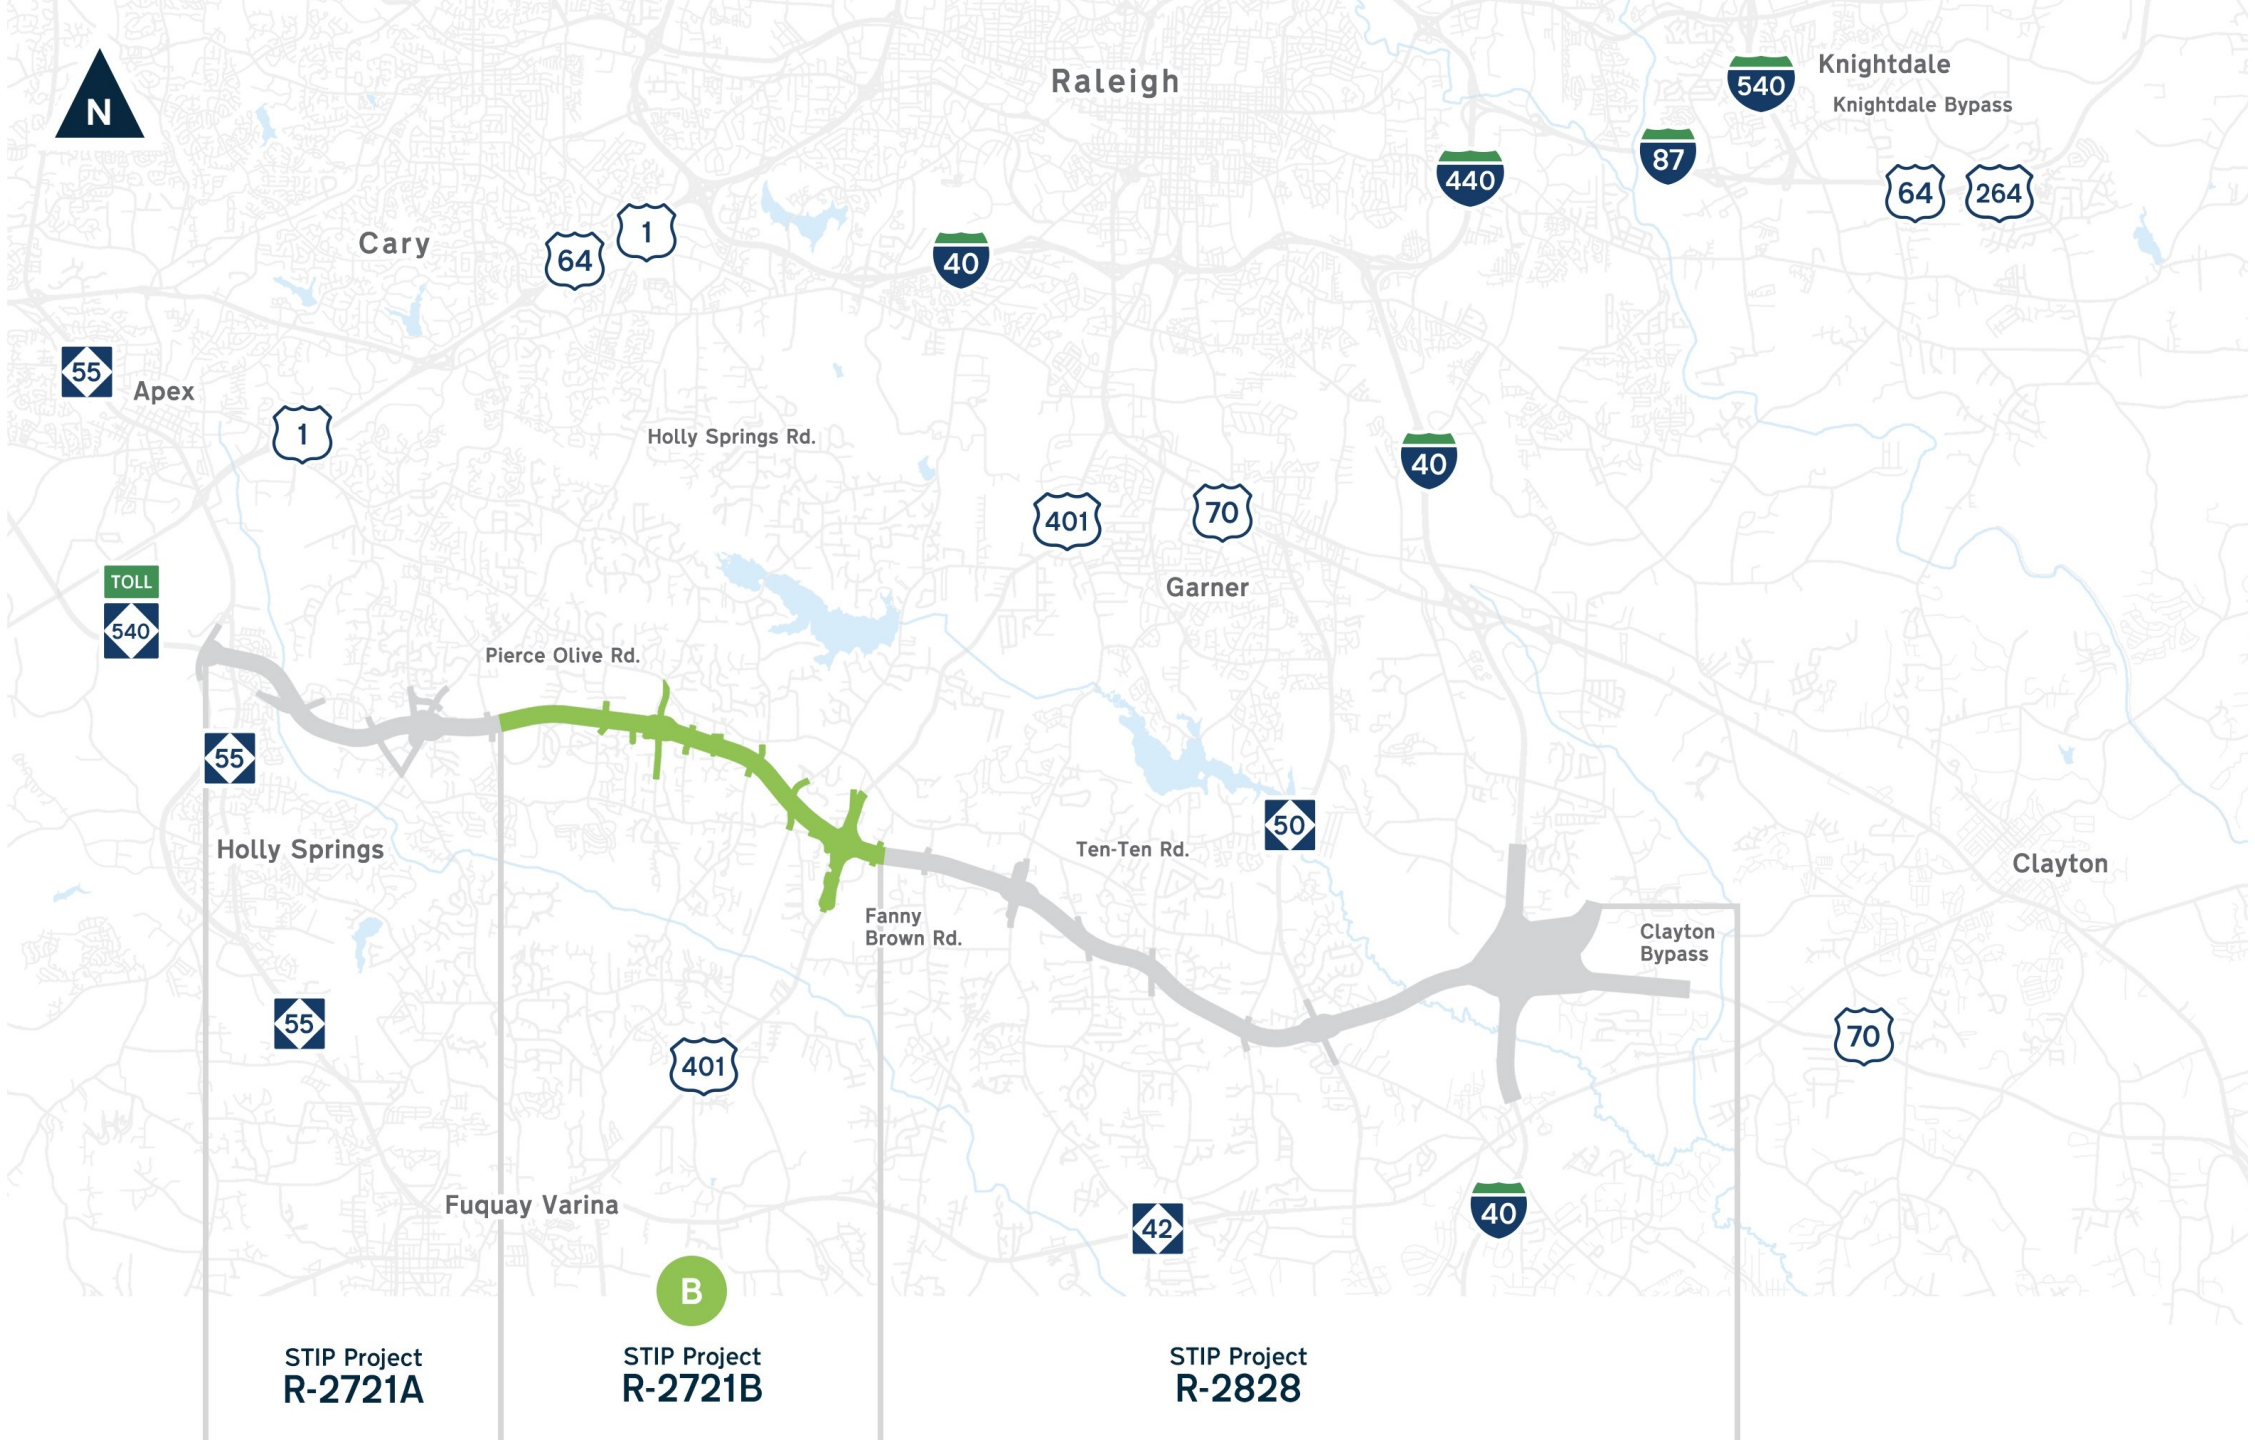 N
Raleigh
540
Knightdale
Knightdale Bypass
87
440
64
264
1
Cary
64
40
55
Apex
1
Holly Springs Rd.
40
401
70
TOLL
Garner
540
Pierce Olive Rd.
55
50
Holly Springs
Ten-Ten Rd.
Clayton
Fanny
Brown Rd.
Clayton
Bypass
55
70
401
Fuquay Varina
40
42
B
STIP Project
R-2721A
STIP Project
R-2721B
STIP Project
R-2828